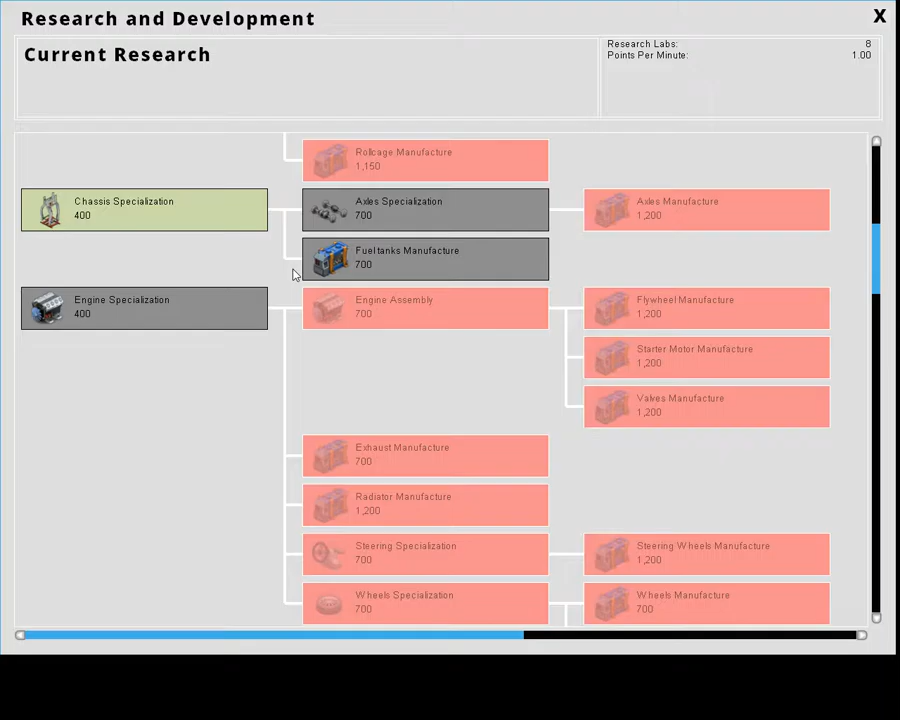 Research and Development
X
Current Research
Research Labs: 8
Points Per Minute: 1.00
Rollcage Manufacture
1,150
Chassis Specialization
400
Axles Specialization
700
Axles Manufacture
1,200
Fueltanks Manufacture
700
Engine Specialization
400
Engine Assembly
700
Flywheel Manufacture
1,200
Starter Motor Manufacture
1,200
Valves Manufacture
1,200
Exhaust Manufacture
700
Radiator Manufacture
1,200
Steering Specialization
700
Steering Wheels Manufacture
1,200
Wheels Specialization
700
Wheels Manufacture
700